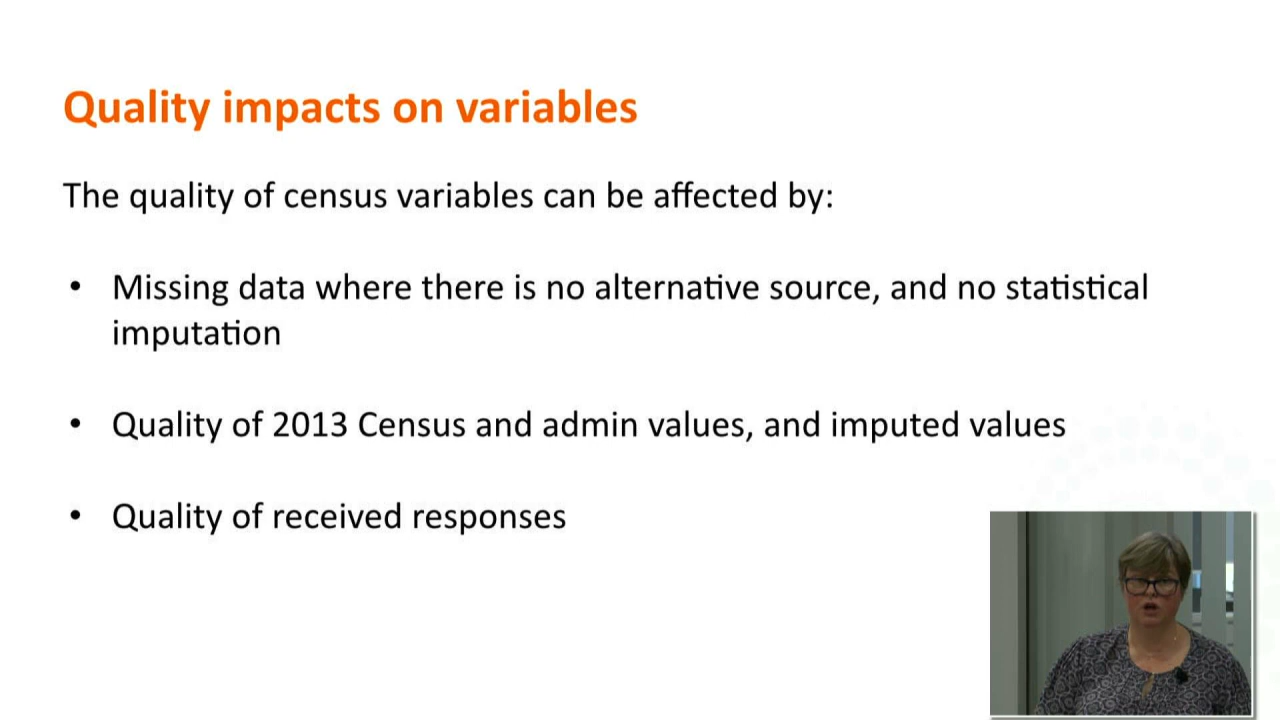 Quality impacts on variables
The quality of census variables can be affected by:
• Missing data where there is no alternative source, and no statistical
imputation
• Quality of 2013 Census and admin values, and imputed values
• Quality of received responses